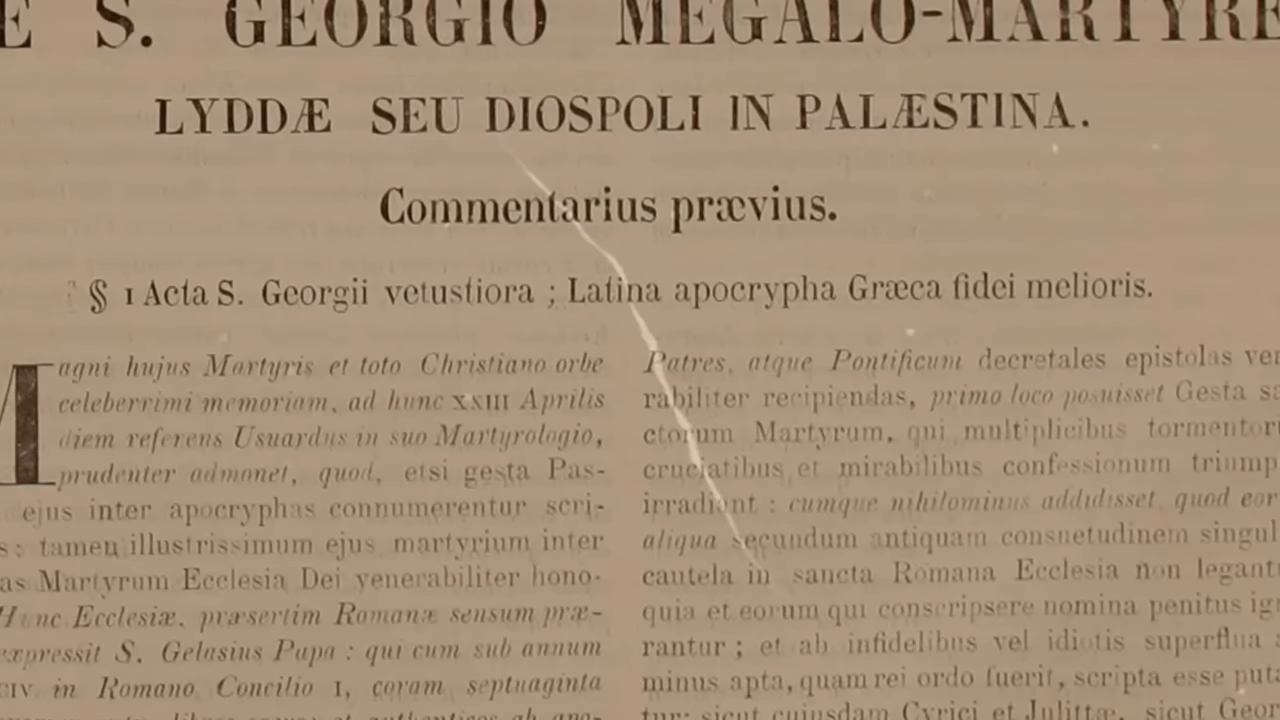 E S. GEORGIO MEGALO-MARTYRE
LYDDÆ SEU DIOSPOLI IN PALÆSTINA.
Commentarius prævius.
§ I Acta S. Georgii vetustiora ; Latina apocrypha Græca fidei melioris.
Magni hujus Martyris et toto Christiano orbe
celeberrimi memoriam, ad hunc XXIII Aprilis
diem referens Usuardus in suo Martyrologio,
prudenter admonet, quod, etsi gesta Pas-
ejus inter apocryphas connumerentur scri-
s: tamen illustrissimum ejus martyrium inter
as Martyrum Ecclesia Dei venerabiliter hono-
Hunc Ecclesiæ, præsertim Romanæ sensum præ-
expressit S. Gelasius Papa : qui cum sub annum
CIV in Romano Concilio I, coram septuaginta
Patres, atque Pontificum decretales epistolas ven
rabiliter recipiendas, primo loco posuisset Gesta sa
ctorum Martyrum, qui multiplicibus tormentor
cruciatibus et mirabilibus confessionum triump
irradiant : cumque nihilominus addidisset, quod eor
aliqua secundum antiquam consuetudinem singul
cautela in sancta Romana Ecclesia non legant
quia et eorum qui conscripsere nomina penitus ign
rantur ; et ab infidelibus vel idiotis superflua
minus apta, quam rei ordo fuerit, scripta esse puta
tur: sicut cujusdam Cyrici et Julittæ, sicut Geor